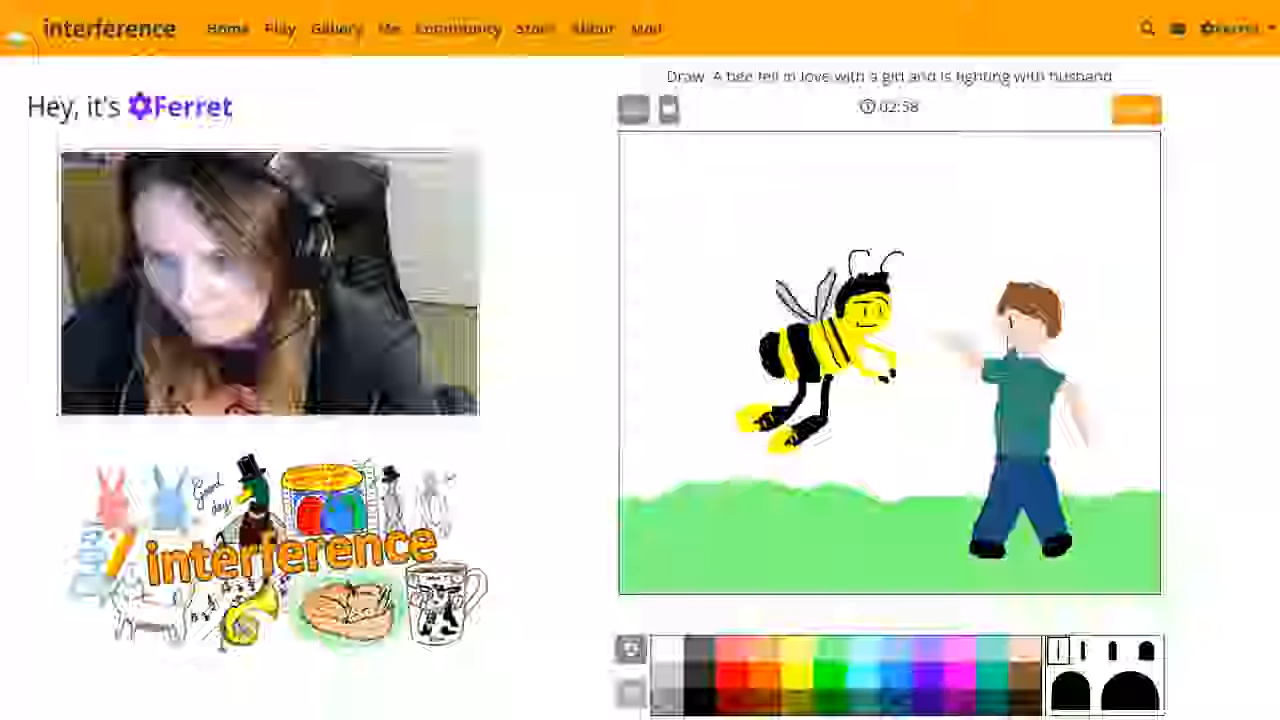 interference
Home Play Gallery Me Community Store About Mod
Ferret
Draw: A bee fell in love with a girl and is fighting with husband
Hey, it's Ferret
02:58
Good day
interference